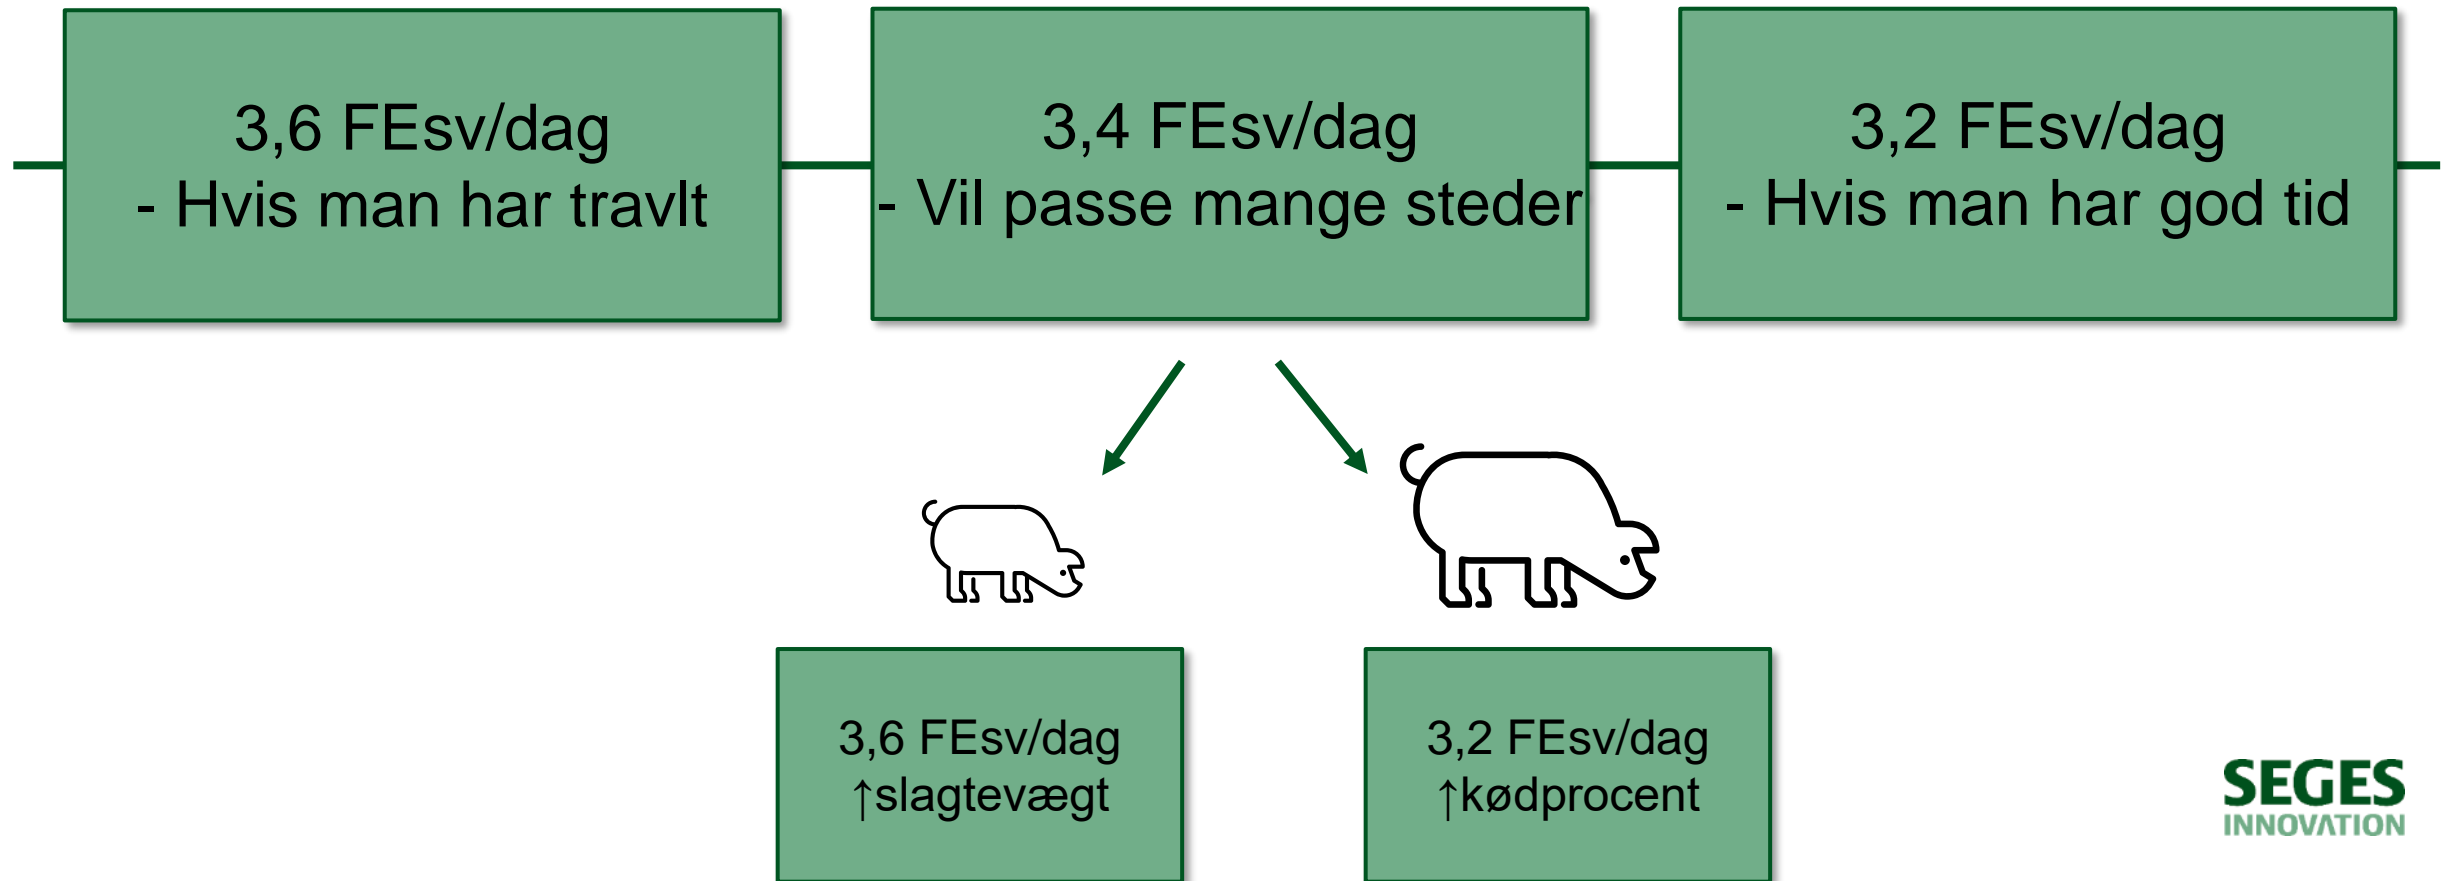 3,6 FEsv/dag
- Hvis man har travlt
3,4 FEsv/dag
- Vil passe mange steder
3,2 FEsv/dag
- Hvis man har god tid
3,6 FEsv/dag
↑slagtevægt
3,2 FEsv/dag
↑kødprocent
SEGES
INNOVATION